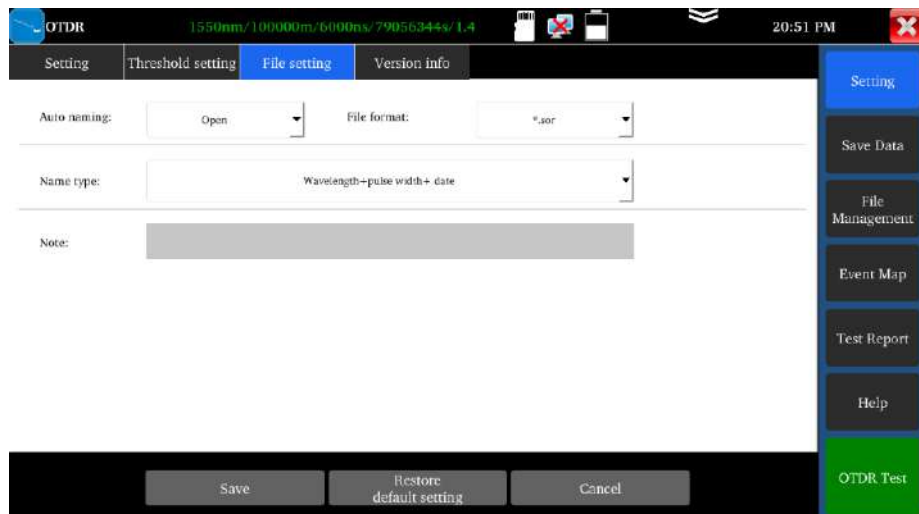 OTDR
1550nm/100000m/6000ns/79056344s/1.4
20:51 PM
Setting
Threshold setting
File setting
Version info
Auto naming:
Open
File format:
*.sor
Name type:
Wavelength+pulse width+ date
Note:
Save
Restore
default setting
Cancel
Setting
Save Data
File
Management
Event Map
Test Report
Help
OTDR Test